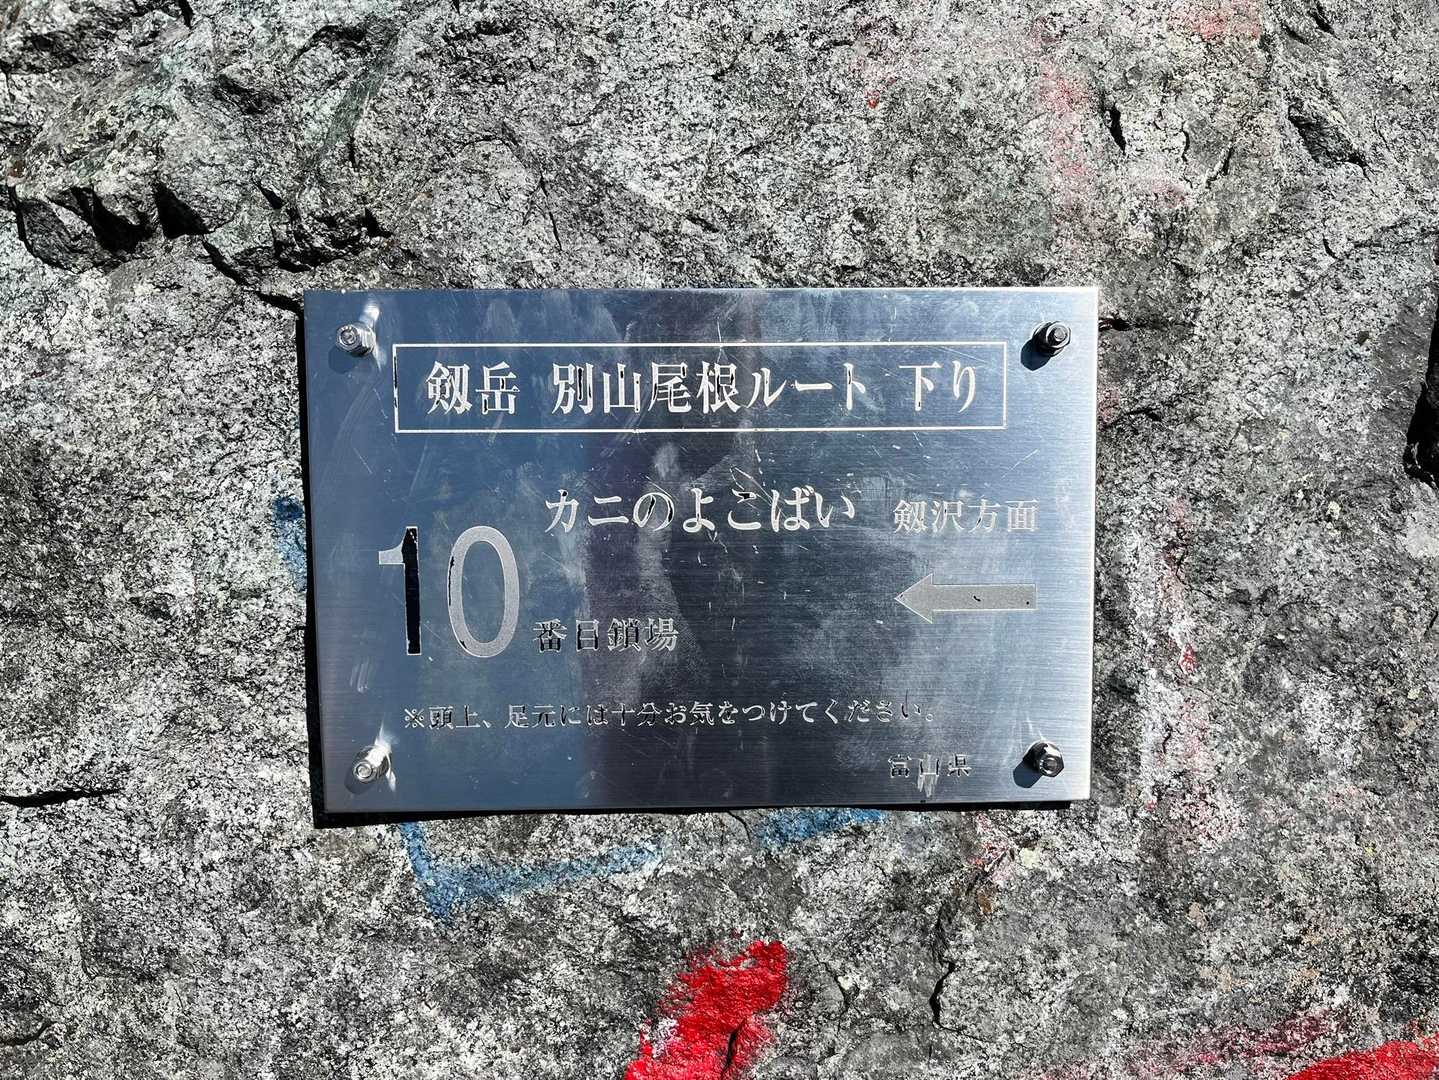 剱岳 別山尾根ルート 下り
カニのよこばい 剱沢方面
10番目鎖場
※頭上、足元には十分お気をつけてください。
富山県